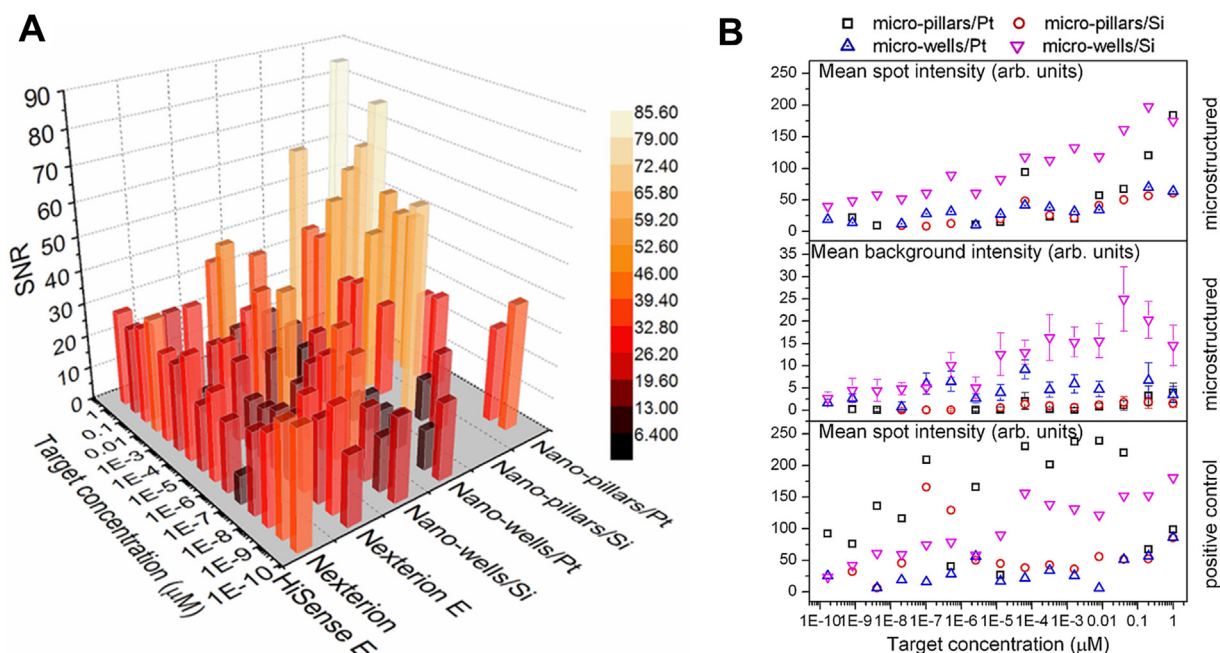 A
SNR
90
80
70
60
50
40
30
20
10
0
1
0.1
0.01
1E-3
1E-4
1E-5
1E-6
1E-7
1E-8
1E-9
1E-10
Target concentration (µM)
HiSense E
Nexterion
Nexterion E
Nano-wells/Si
Nano-wells/Pt
Nano-pillars/Si
Nano-pillars/Pt
85.60
79.00
72.40
65.80
59.20
52.60
46.00
39.40
32.80
26.20
19.60
13.00
6.400
B
micro-pillars/Pt micro-pillars/Si
micro-wells/Pt micro-wells/Si
Mean spot intensity (arb. units)
250
200
150
100
50
0
microstructured
Mean background intensity (arb. units)
35
30
25
20
15
10
5
0
microstructured
Mean spot intensity (arb. units)
250
200
150
100
50
0
positive control
1E-10 1E-9 1E-8 1E-7 1E-6 1E-5 1E-4 1E-3 0.01 0.1 1
Target concentration (µM)